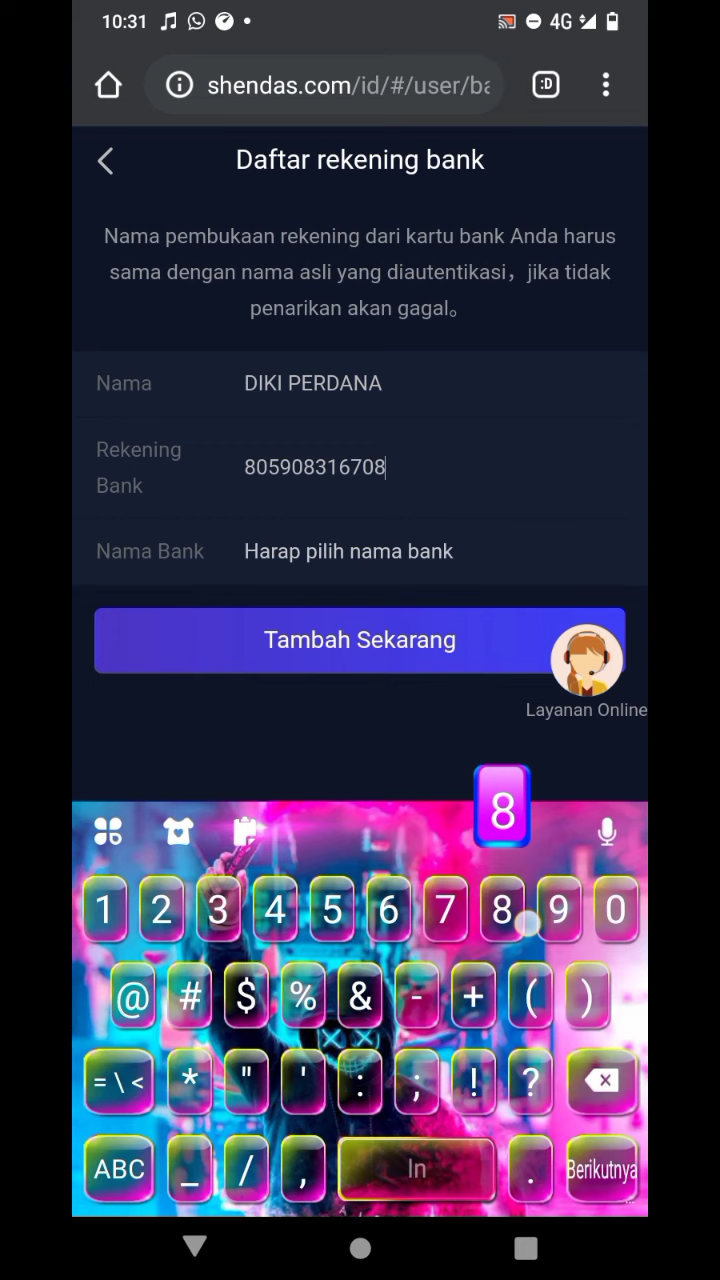 10:31 4G
shendas.com/id/#/user/ba
:D
Daftar rekening bank
Nama pembukaan rekening dari kartu bank Anda harus
sama dengan nama asli yang diautentikasi，jika tidak
penarikan akan gagal。
Nama DIKI PERDANA
Rekening
Bank
805908316708
Nama Bank Harap pilih nama bank
Tambah Sekarang
Layanan Online
8
1 2 3 4 5 6 7 8 9 0
@ # $ % & - + ( )
= \ < * " ' : ; ! ?
ABC _ / , In . Berikutnya